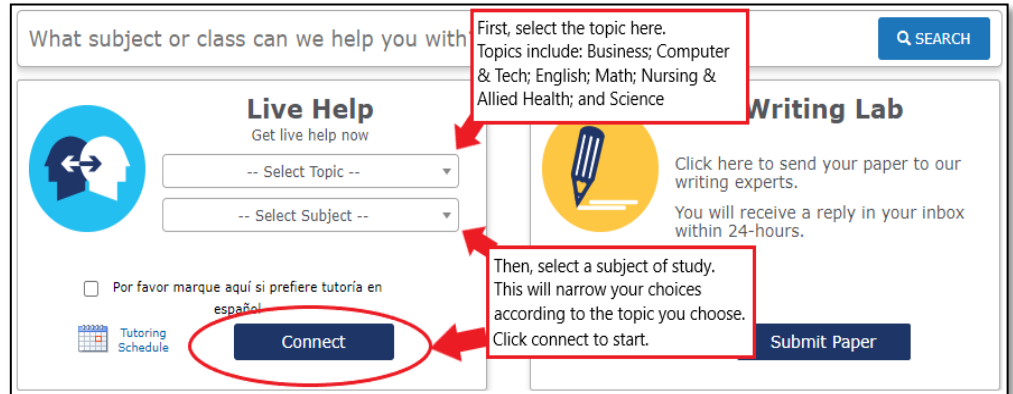 What subject or class can we help you with
SEARCH
First, select the topic here.
Topics include: Business; Computer
& Tech; English; Math; Nursing &
Allied Health; and Science
Live Help
Get live help now
-- Select Topic --
-- Select Subject --
Then, select a subject of study.
This will narrow your choices
according to the topic you choose.
Click connect to start.
Por favor marque aquí si prefiere tutoría en
español
Tutoring
Schedule
Connect
Writing Lab
Click here to send your paper to our
writing experts.
You will receive a reply in your inbox
within 24-hours.
Submit Paper